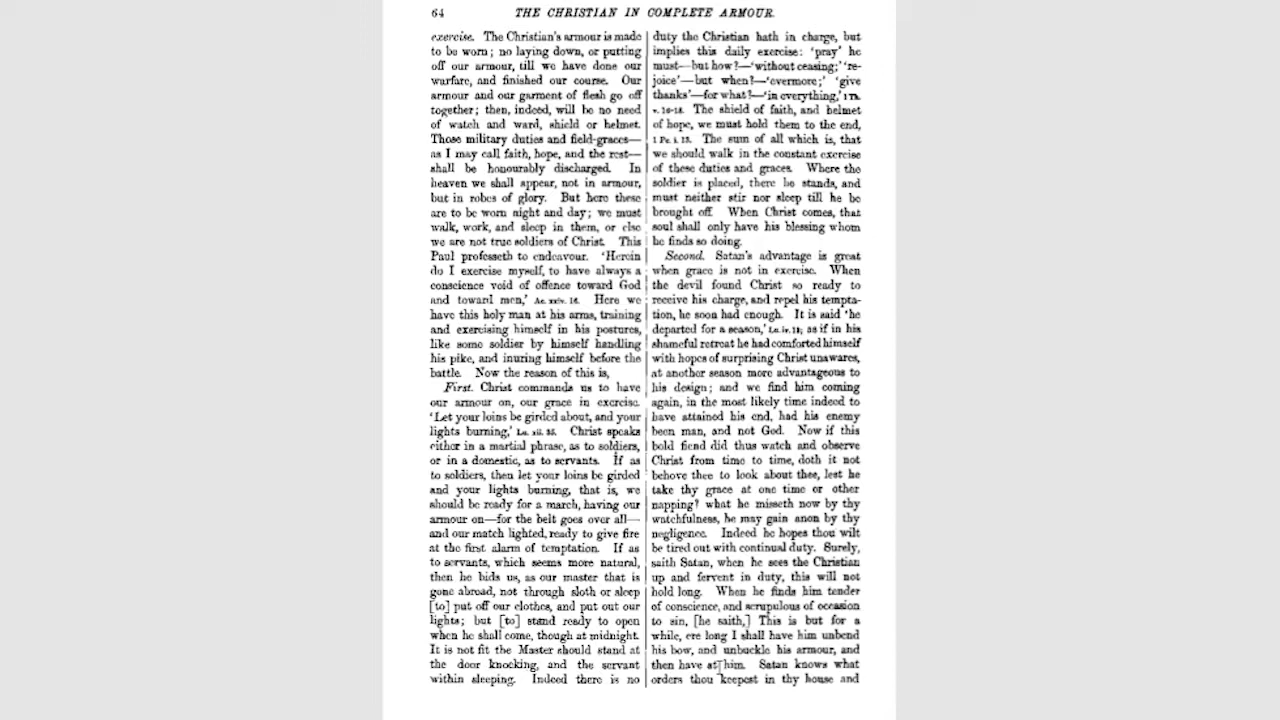 64 THE CHRISTIAN IN COMPLETE ARMOUR.
exercise. The Christian's armour is made
to be worn; no laying down, or putting
off our armour, till we have done our
warfare, and finished our course. Our
armour and our garment of flesh go off
together; then, indeed, will be no need
of watch and ward, shield or helmet.
Those military duties and field-graces—
as I may call faith, hope, and the rest—
shall be honourably discharged. In
heaven we shall appear, not in armour,
but in robes of glory. But here these
are to be worn night and day; we must
walk, work, and sleep in them, or else
we are not true soldiers of Christ. This
Paul professeth to endeavour. 'Herein
do I exercise myself, to have always a
conscience void of offence toward God
and toward men,' Ac. xxiv. 16. Here we
have this holy man at his arms, training
and exercising himself in his postures,
like some soldier by himself handling
his pike, and inuring himself before the
battle. Now the reason of this is,
First. Christ commands us to have
our armour on, our grace in exercise.
'Let your loins be girded about, and your
lights burning,' Lu. xii. 35. Christ speaks
either in a martial phrase, as to soldiers,
or in a domestic, as to servants. If as
to soldiers, then let your loins be girded
and your lights burning, that is, we
should be ready for a march, having our
armour on—for the belt goes over all—
and our match lighted, ready to give fire
at the first alarm of temptation. If as
to servants, which seems more natural,
then he bids us, as our master that is
gone abroad, not through sloth or sleep
[to] put off our clothes, and put out our
lights; but [to] stand ready to open
when he shall come, though at midnight.
It is not fit the Master should stand at
the door knocking, and the servant
within sleeping. Indeed there is no
duty the Christian hath in charge, but
implies this daily exercise: 'pray' he
must—but how?—'without ceasing;' 're-
joice'—but when?—'evermore;' 'give
thanks'—for what?—'in everything,' 1 Th.
v. 16-18. The shield of faith, and helmet
of hope, we must hold them to the end,
1 Pe. i. 13. The sum of all which is, that
we should walk in the constant exercise
of these duties and graces. Where the
soldier is placed, there he stands, and
must neither stir nor sleep till he be
brought off. When Christ comes, that
soul shall only have his blessing whom
he finds so doing.
Second. Satan's advantage is great
when grace is not in exercise. When
the devil found Christ so ready to
receive his charge, and repel his tempta-
tion, he soon had enough. It is said 'he
departed for a season,' Lu. iv. 13; as if in his
shameful retreat he had comforted himself
with hopes of surprising Christ unawares,
at another season more advantageous to
his design; and we find him coming
again, in the most likely time indeed to
have attained his end, had his enemy
been man, and not God. Now if this
bold fiend did thus watch and observe
Christ from time to time, doth it not
behove thee to look about thee, lest he
take thy grace at one time or other
napping? what he misseth now by thy
watchfulness, he may gain anon by thy
negligence. Indeed he hopes thou wilt
be tired out with continual duty. Surely,
saith Satan, when he sees the Christian
up and fervent in duty, this will not
hold long. When he finds him tender
of conscience, and scrupulous of occasion
to sin, [he saith,] This is but for a
while, ere long I shall have him unbend
his bow, and unbuckle his armour, and
then have at him. Satan knows what
orders thou keepest in thy house and